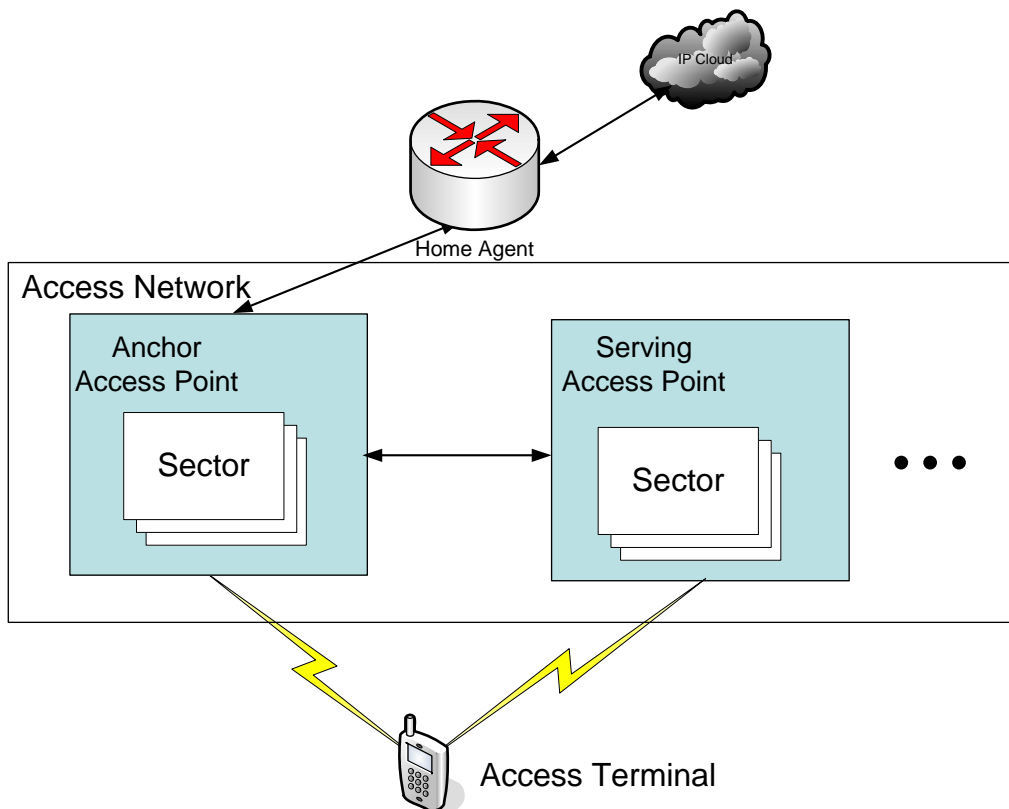 IP Cloud
Home Agent
Access Network
Anchor
Access Point
Sector
Serving
Access Point
Sector
Access Terminal